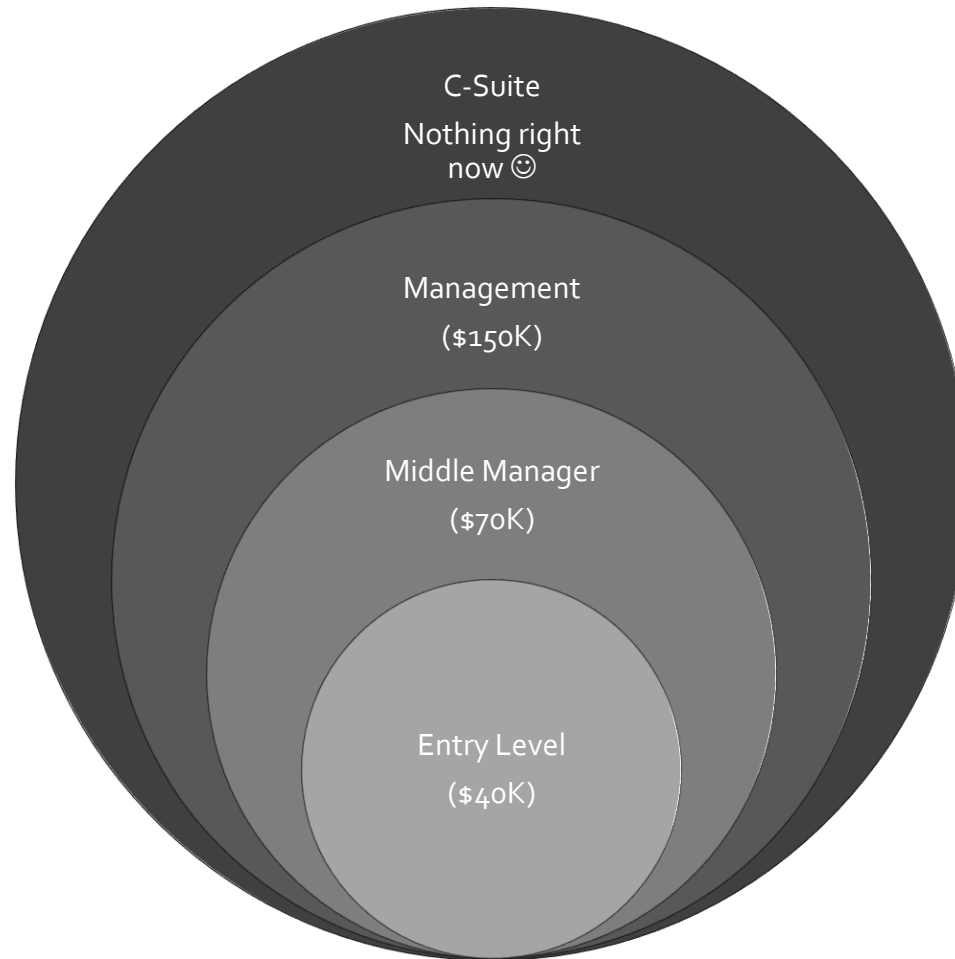 C-Suite
Nothing right
now ☺
Management
($150K)
Middle Manager
($70K)
Entry Level
($40K)